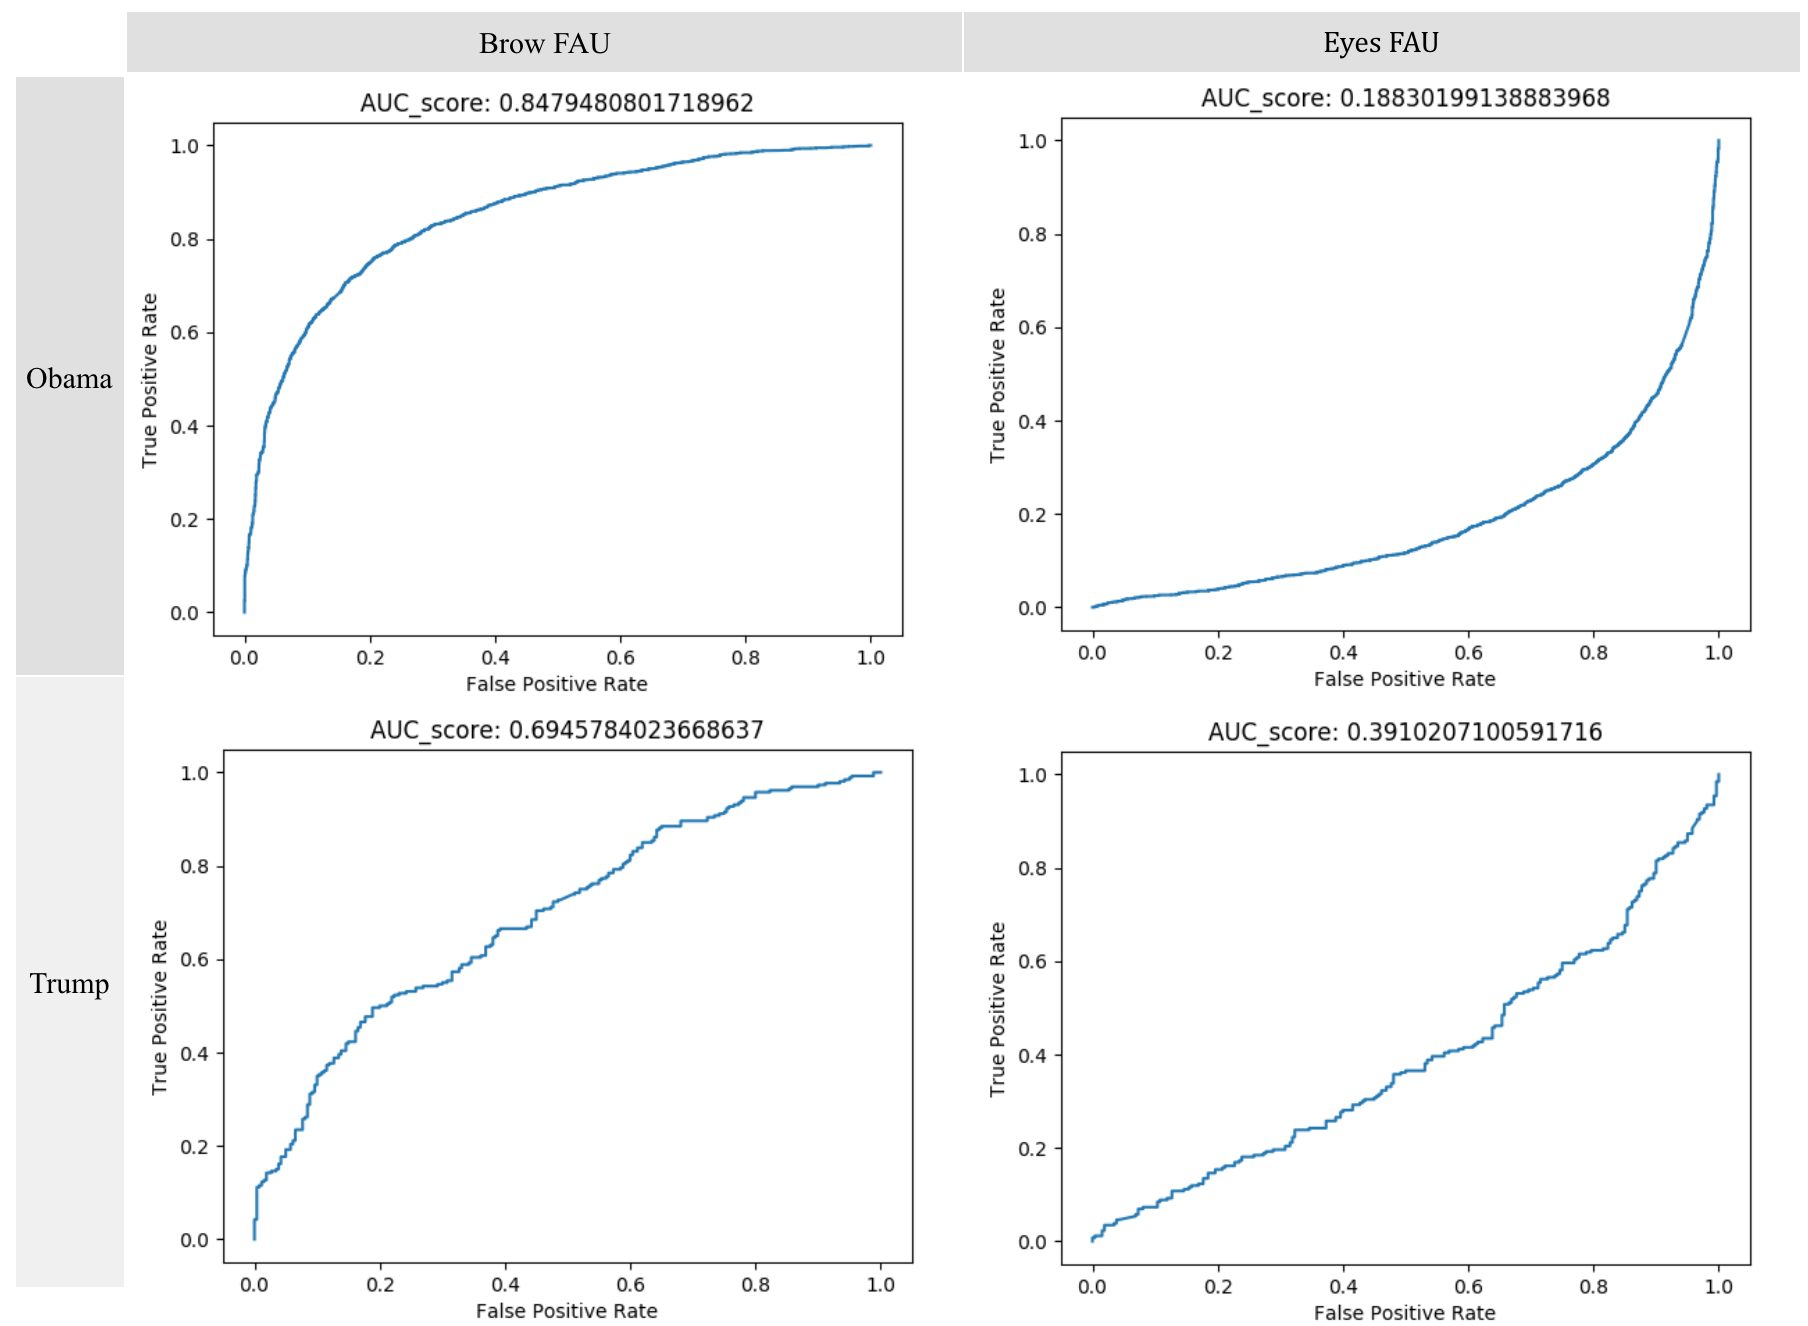 Brow FAU
Eyes FAU
Obama
AUC_score: 0.8479480801718962
True Positive Rate
1.0
0.8
0.6
0.4
0.2
0.0
0.0 0.2 0.4 0.6 0.8 1.0
False Positive Rate
AUC_score: 0.18830199138883968
True Positive Rate
1.0
0.8
0.6
0.4
0.2
0.0
0.0 0.2 0.4 0.6 0.8 1.0
False Positive Rate
Trump
AUC_score: 0.6945784023668637
True Positive Rate
1.0
0.8
0.6
0.4
0.2
0.0
0.0 0.2 0.4 0.6 0.8 1.0
False Positive Rate
AUC_score: 0.3910207100591716
True Positive Rate
1.0
0.8
0.6
0.4
0.2
0.0
0.0 0.2 0.4 0.6 0.8 1.0
False Positive Rate